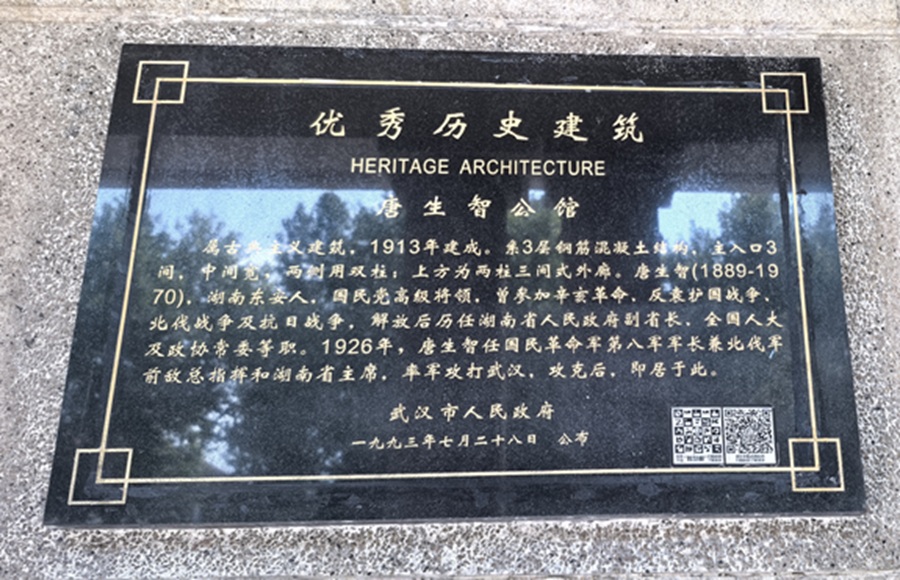 优秀历史建筑
HERITAGE ARCHITECTURE
唐生智公馆
属古典主义建筑，1913年建成。系3层钢筋混凝土结构，主入口3
间，中间宽，两侧用双柱；上方为两柱三间式外廊。唐生智(1889-19
70)，湖南东安人。国民党高级将领，曾参加辛亥革命、反袁护国战争、
北伐战争及抗日战争，解放后历任湖南省人民政府副省长、全国人大
及政协常委等职。1926年，唐生智任国民革命军第八军军长兼北伐军
前敌总指挥和湖南省主席，率军攻打武汉，攻克后，即居于此。
武汉市人民政府
一九九三年七月二十八日 公布